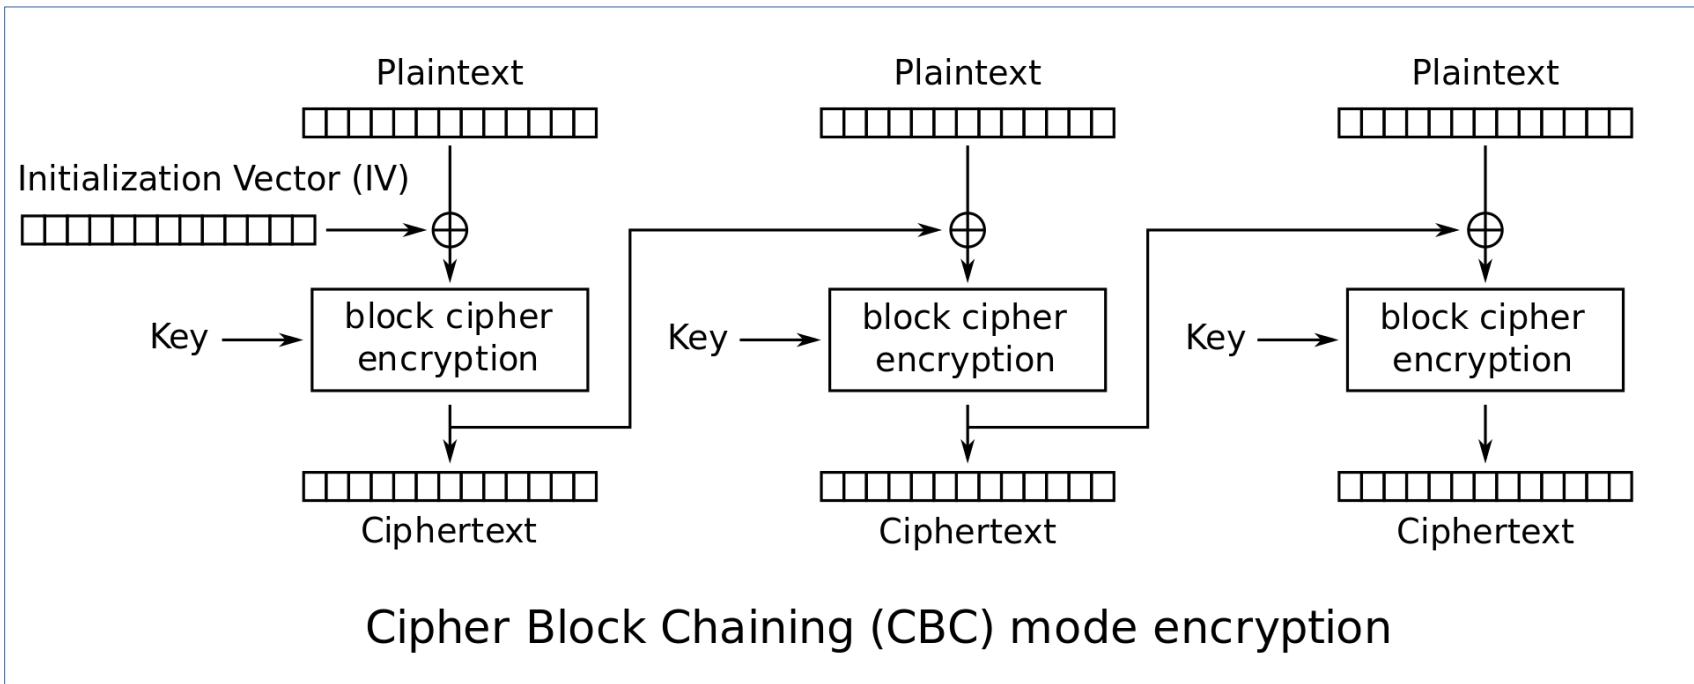 Plaintext
Plaintext
Plaintext
Initialization Vector (IV)
Key
block cipher
encryption
Key
block cipher
encryption
Key
block cipher
encryption
Ciphertext
Ciphertext
Ciphertext
Cipher Block Chaining (CBC) mode encryption